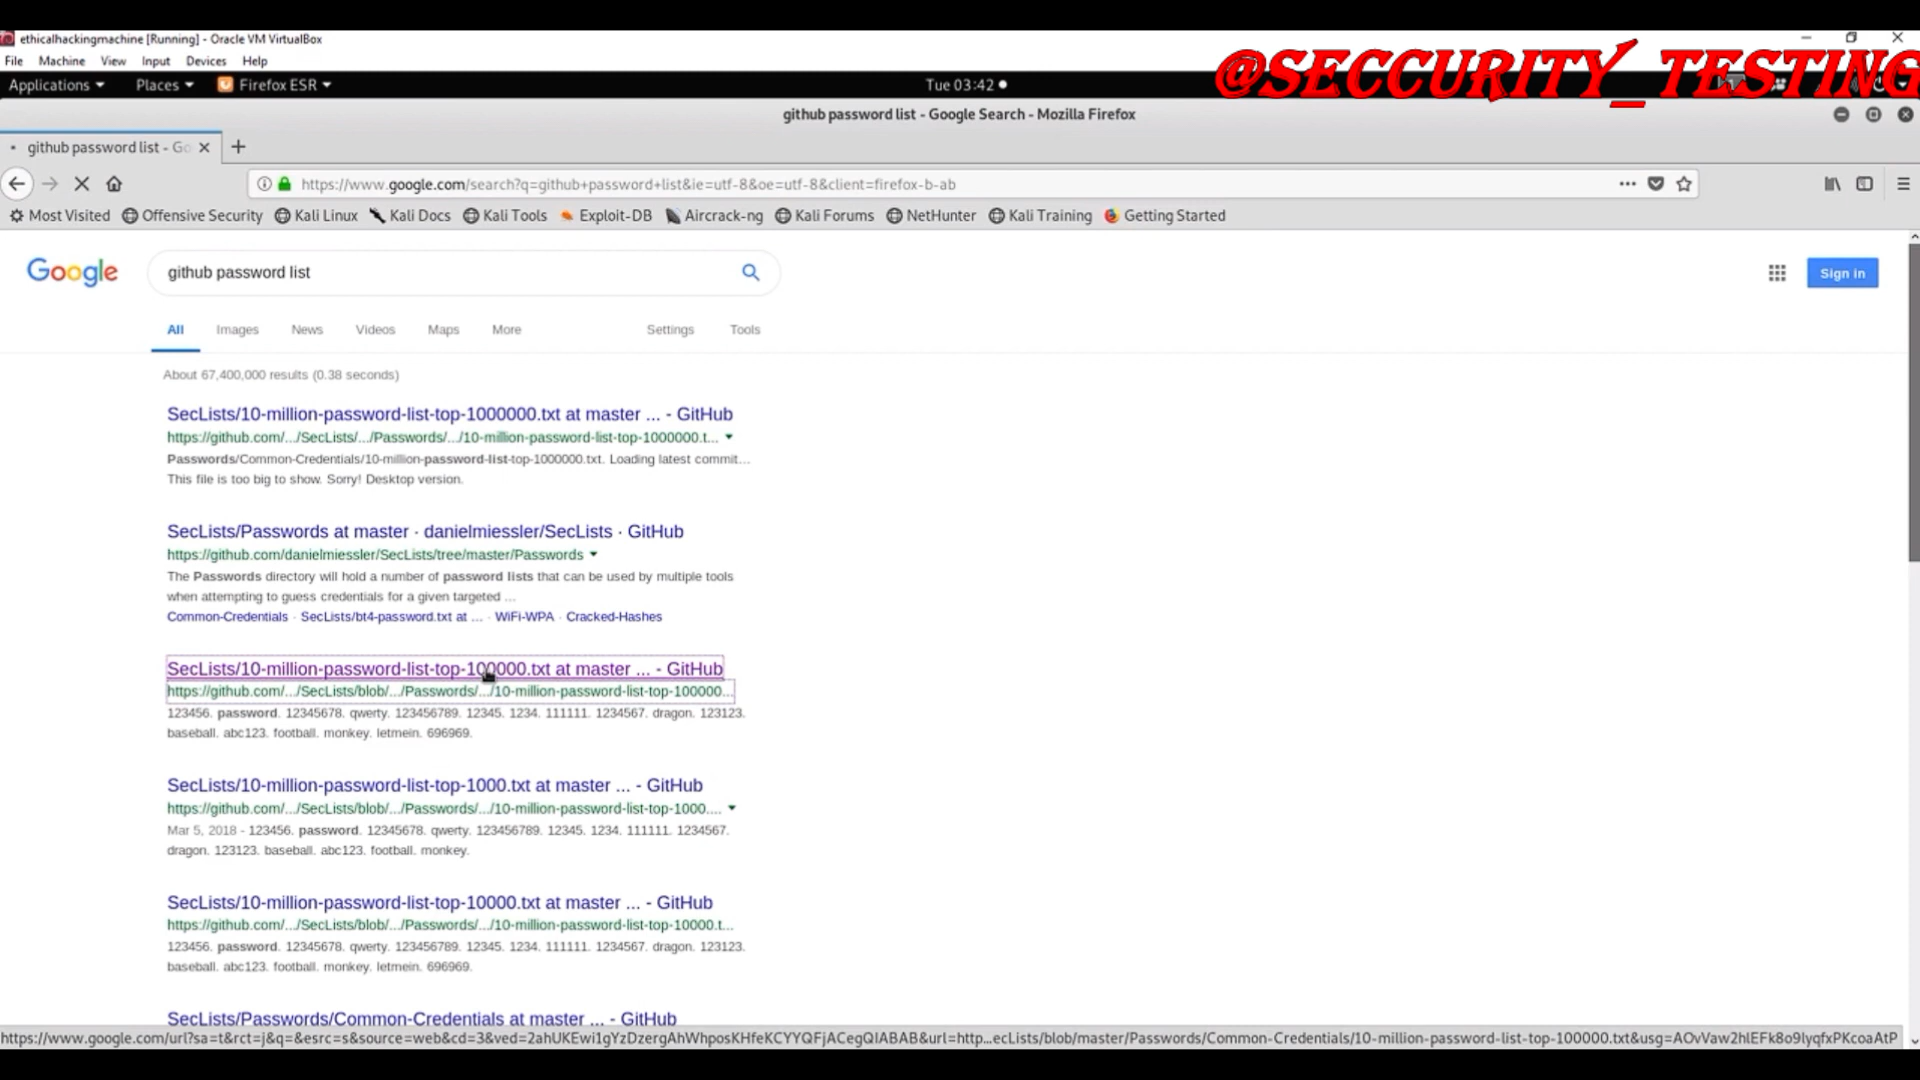 ethicalhackingmachine [Running] - Oracle VM VirtualBox
File Machine View Input Devices Help
@SECCURITY_TESTING
Applications Places Firefox ESR Tue 03:42
github password list - Google Search - Mozilla Firefox
github password list - Go
https://www.google.com/search?q=github+password+list&ie=utf-8&oe=utf-8&client=firefox-b-ab
Most Visited Offensive Security Kali Linux Kali Docs Kali Tools Exploit-DB Aircrack-ng Kali Forums NetHunter Kali Training Getting Started
Google github password list Sign in
All Images News Videos Maps More Settings Tools
About 67,400,000 results (0.38 seconds)
SecLists/10-million-password-list-top-1000000.txt at master ... - GitHub
https://github.com/.../SecLists/.../Passwords/.../10-million-password-list-top-1000000.t...
Passwords/Common-Credentials/10-million-password-list-top-1000000.txt. Loading latest commit...
This file is too big to show. Sorry! Desktop version.
SecLists/Passwords at master · danielmiessler/SecLists · GitHub
https://github.com/danielmiessler/SecLists/tree/master/Passwords
The Passwords directory will hold a number of password lists that can be used by multiple tools
when attempting to guess credentials for a given targeted ...
Common-Credentials · SecLists/bt4-password.txt at ... · WiFi-WPA · Cracked-Hashes
SecLists/10-million-password-list-top-100000.txt at master ... - GitHub
https://github.com/.../SecLists/blob/.../Passwords/.../10-million-password-list-top-100000...
123456. password. 12345678. qwerty. 123456789. 12345. 1234. 111111. 1234567. dragon. 123123.
baseball. abc123. football. monkey. letmein. 696969.
SecLists/10-million-password-list-top-1000.txt at master ... - GitHub
https://github.com/.../SecLists/blob/.../Passwords/.../10-million-password-list-top-1000....
Mar 5, 2018 - 123456. password. 12345678. qwerty. 123456789. 12345. 1234. 111111. 1234567.
dragon. 123123. baseball. abc123. football. monkey.
SecLists/10-million-password-list-top-10000.txt at master ... - GitHub
https://github.com/.../SecLists/blob/.../Passwords/.../10-million-password-list-top-10000.t...
123456. password. 12345678. qwerty. 123456789. 12345. 1234. 111111. 1234567. dragon. 123123.
baseball. abc123. football. monkey. letmein. 696969.
SecLists/Passwords/Common-Credentials at master ... - GitHub
https://www.google.com/url?sa=t&rct=j&q=&esrc=s&source=web&cd=3&ved=2ahUKEwi1gYzDzergAhWhposKHfeKCYYQFjACegQIABAB&url=http...ecLists/blob/master/Passwords/Common-Credentials/10-million-password-list-top-100000.txt&usg=AOvVaw2hlEFk8o9lyqfxPKcoaAtP